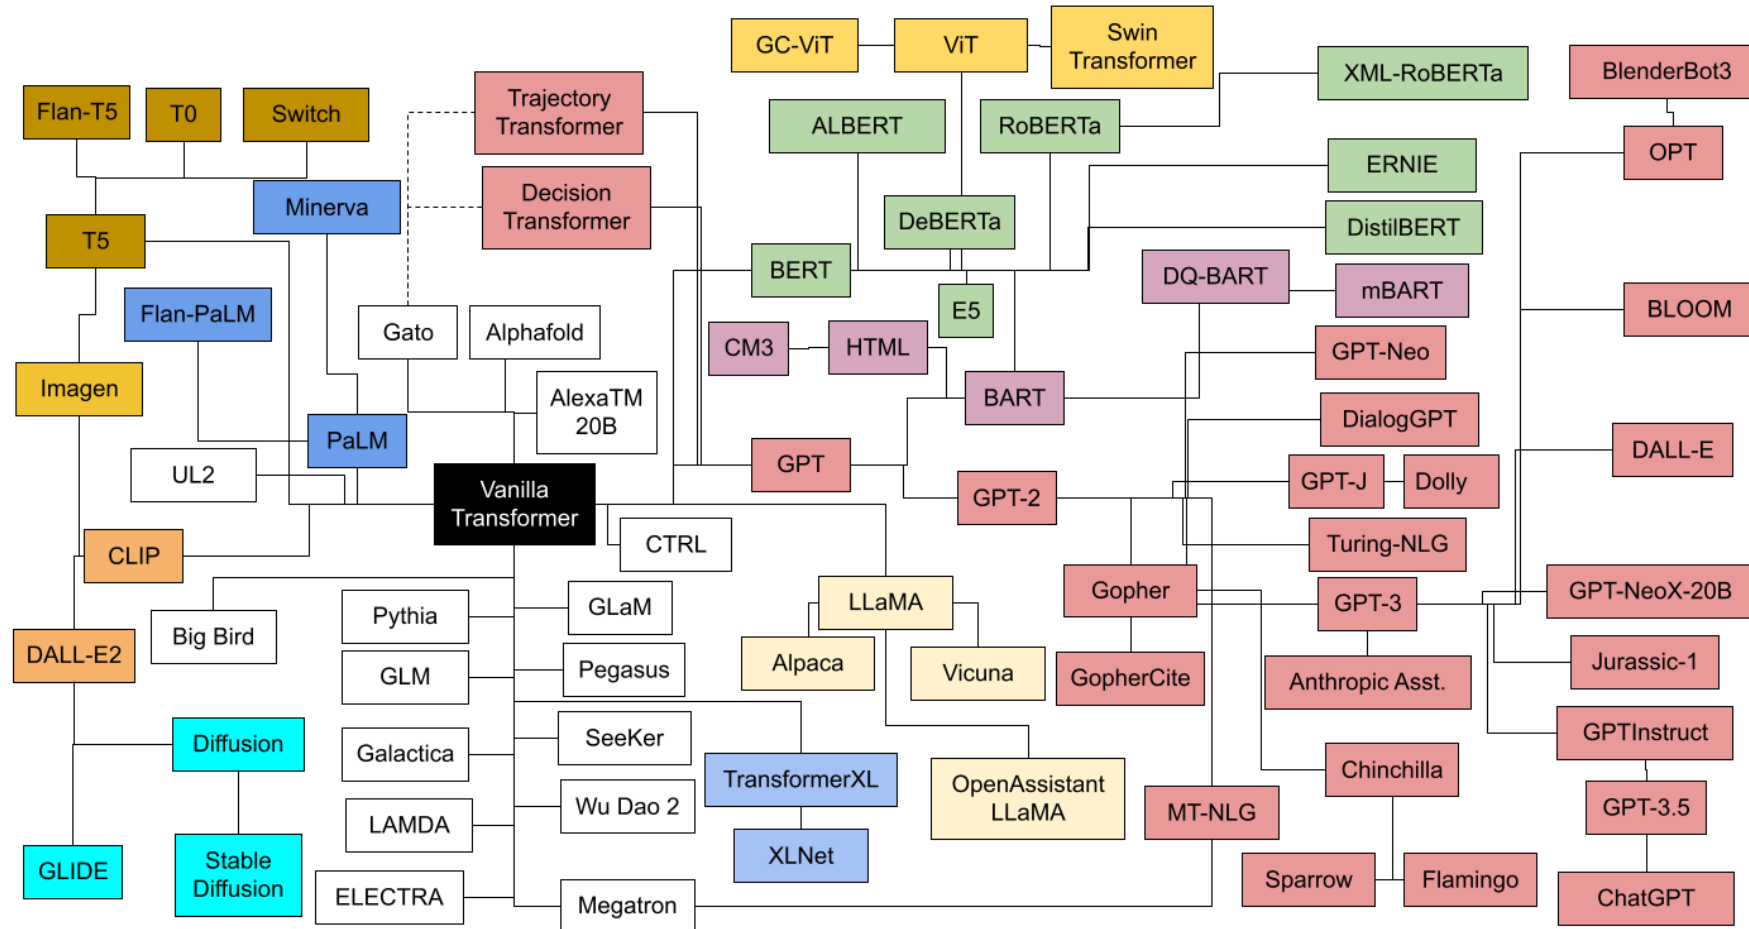 GC-ViT
ViT
Swin
Transformer
XML-RoBERTa
BlenderBot3
Flan-T5
T0
Switch
Trajectory
Transformer
ALBERT
RoBERTa
OPT
ERNIE
Minerva
Decision
Transformer
DeBERTa
DistilBERT
T5
BERT
DQ-BART
mBART
Flan-PaLM
Gato
Alphafold
E5
BLOOM
CM3
HTML
GPT-Neo
Imagen
BART
AlexaTM
20B
DialogGPT
PaLM
DALL-E
UL2
GPT
GPT-J
Dolly
Vanilla
Transformer
GPT-2
CTRL
Turing-NLG
CLIP
Gopher
GPT-3
GPT-NeoX-20B
LLaMA
GLaM
Pythia
Big Bird
DALL-E2
Alpaca
Vicuna
Pegasus
GLM
GopherCite
Anthropic Asst.
Jurassic-1
Diffusion
SeeKer
Galactica
GPTInstruct
TransformerXL
OpenAssistant
LLaMA
Chinchilla
Wu Dao 2
LAMDA
MT-NLG
GPT-3.5
GLIDE
Stable
Diffusion
XLNet
Sparrow
Flamingo
ELECTRA
Megatron
ChatGPT